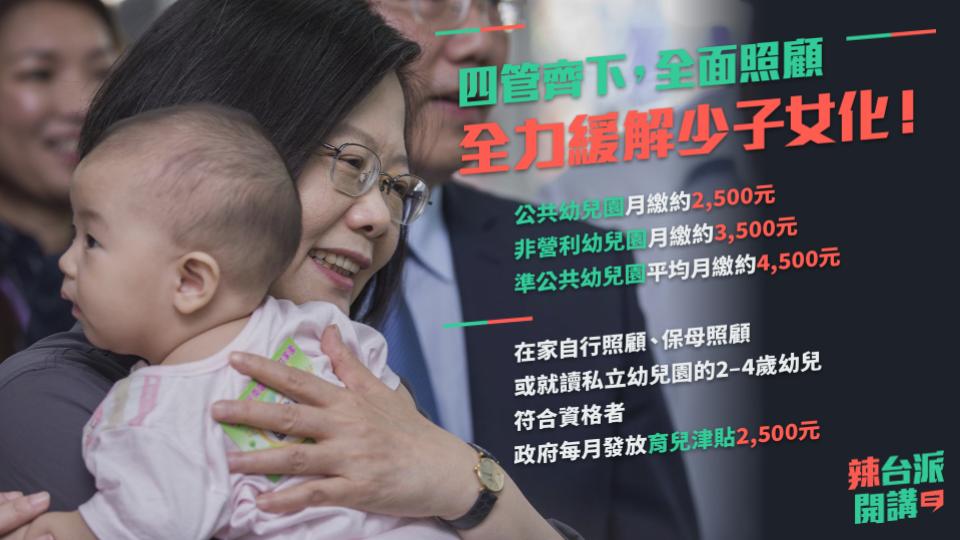 四管齊下，全面照顧
全力緩解少子女化！
公共幼兒園月繳約2,500元
非營利幼兒園月繳約3,500元
準公共幼兒園平均月繳約4,500元
在家自行照顧、保母照顧
或就讀私立幼兒園的2–4歲幼兒
符合資格者
政府每月發放育兒津貼2,500元
辣台派
開講